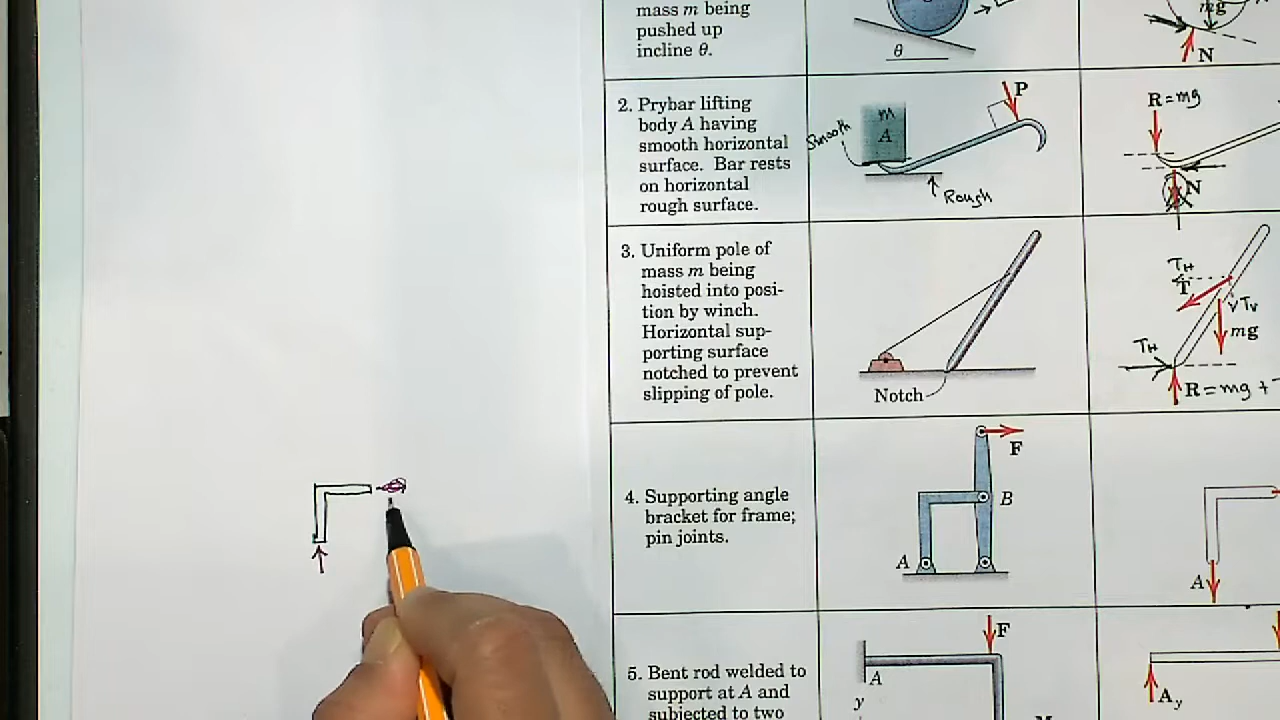 mass m being
pushed up
incline θ.
θ
mg
N
2. Prybar lifting
body A having
smooth horizontal
surface. Bar rests
on horizontal
rough surface.
Smooth
m
A
P
Rough
R = mg
N
3. Uniform pole of
mass m being
hoisted into posi-
tion by winch.
Horizontal sup-
porting surface
notched to prevent
slipping of pole.
Notch
TH
T
Tv
mg
TH
R = mg +
4. Supporting angle
bracket for frame;
pin joints.
F
B
A
A
5. Bent rod welded to
support at A and
subjected to two
F
A
y
M
Ay